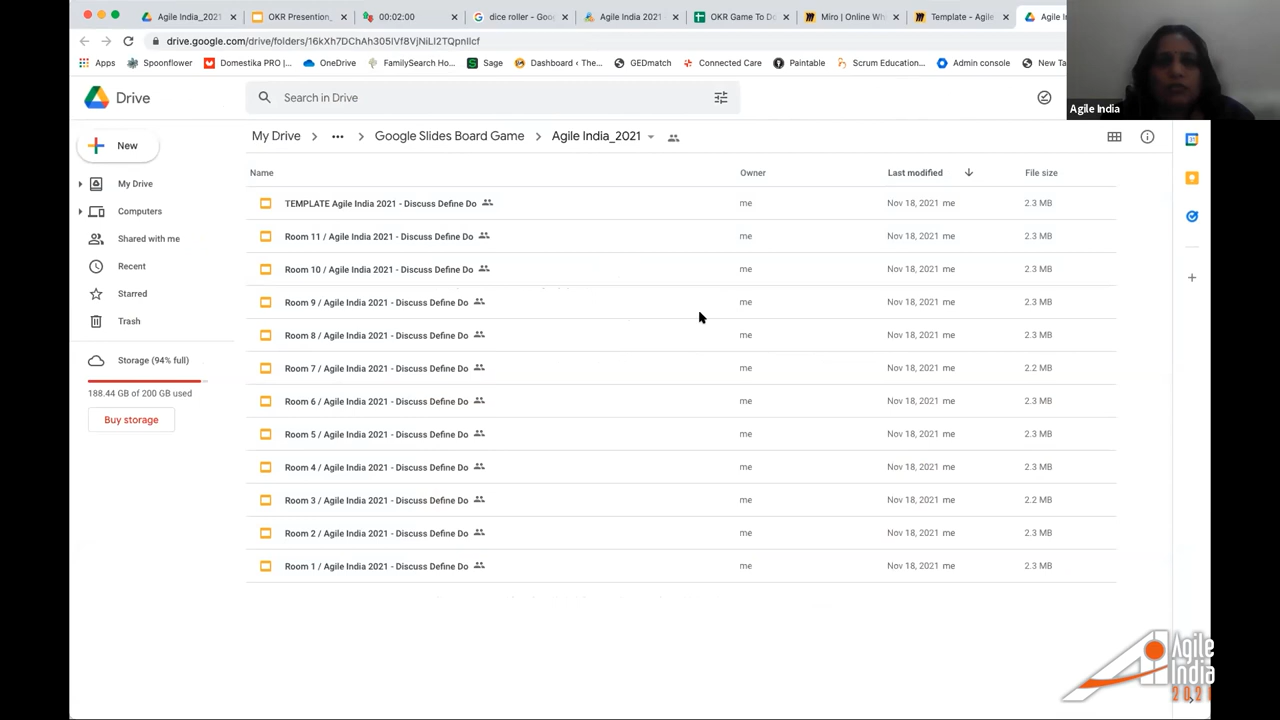 Agile India_2021
OKR Presention_
00:02:00
dice roller - Goo
Agile India 2021
OKR Game To Do
Miro | Online Wh
Template - Agile
Agile In
drive.google.com/drive/folders/
Apps
Spoonflower
Domestika PRO |...
OneDrive
FamilySearch Ho...
Sage
Dashboard ‹ The...
GEDmatch
Connected Care
Paintable
Scrum Education...
Admin console
New Ta
Drive
Search in Drive
Agile India
My Drive
...
Google Slides Board Game
Agile India_2021
New
Name Owner Last modified File size
My Drive
Computers
Shared with me
Recent
Starred
Trash
Storage (94% full)
188.44 GB of 200 GB used
Buy storage
TEMPLATE Agile India 2021 - Discuss Define Do me Nov 18, 2021 me 2.3 MB
Room 11 / Agile India 2021 - Discuss Define Do me Nov 18, 2021 me 2.3 MB
Room 10 / Agile India 2021 - Discuss Define Do me Nov 18, 2021 me 2.3 MB
Room 9 / Agile India 2021 - Discuss Define Do me Nov 18, 2021 me 2.3 MB
Room 8 / Agile India 2021 - Discuss Define Do me Nov 18, 2021 me 2.3 MB
Room 7 / Agile India 2021 - Discuss Define Do me Nov 18, 2021 me 2.2 MB
Room 6 / Agile India 2021 - Discuss Define Do me Nov 18, 2021 me 2.3 MB
Room 5 / Agile India 2021 - Discuss Define Do me Nov 18, 2021 me 2.3 MB
Room 4 / Agile India 2021 - Discuss Define Do me Nov 18, 2021 me 2.3 MB
Room 3 / Agile India 2021 - Discuss Define Do me Nov 18, 2021 me 2.2 MB
Room 2 / Agile India 2021 - Discuss Define Do me Nov 18, 2021 me 2.3 MB
Room 1 / Agile India 2021 - Discuss Define Do me Nov 18, 2021 me 2.3 MB
Agile
India
2021